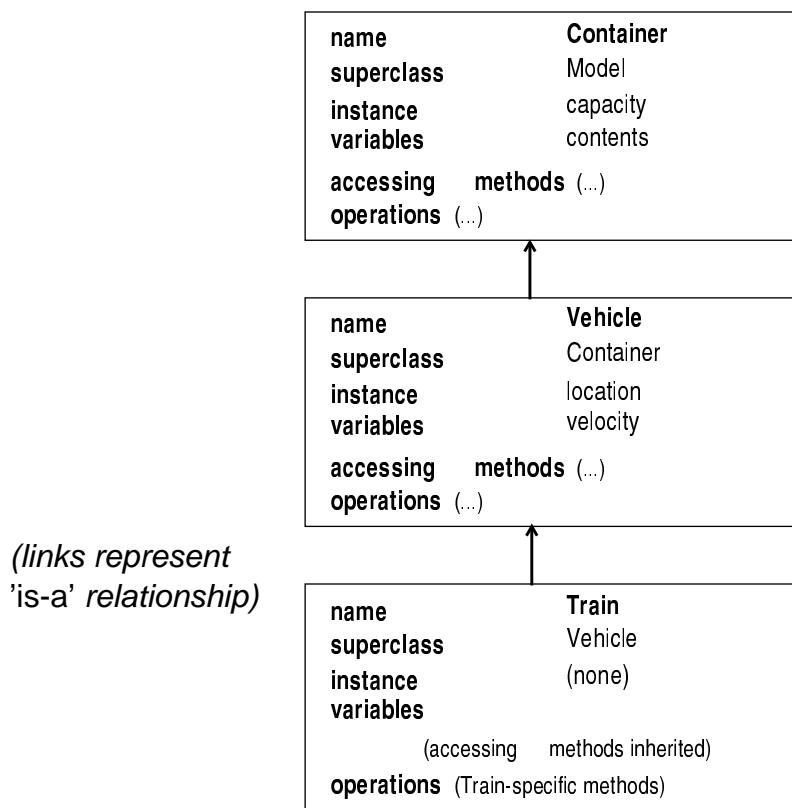 name Container
superclass Model
instance capacity
variables contents
accessing methods (...)
operations (...)
name Vehicle
superclass Container
instance location
variables velocity
accessing methods (...)
operations (...)
(links represent
'is-a' relationship)
name Train
superclass Vehicle
instance (none)
variables
(accessing methods inherited)
operations (Train-specific methods)